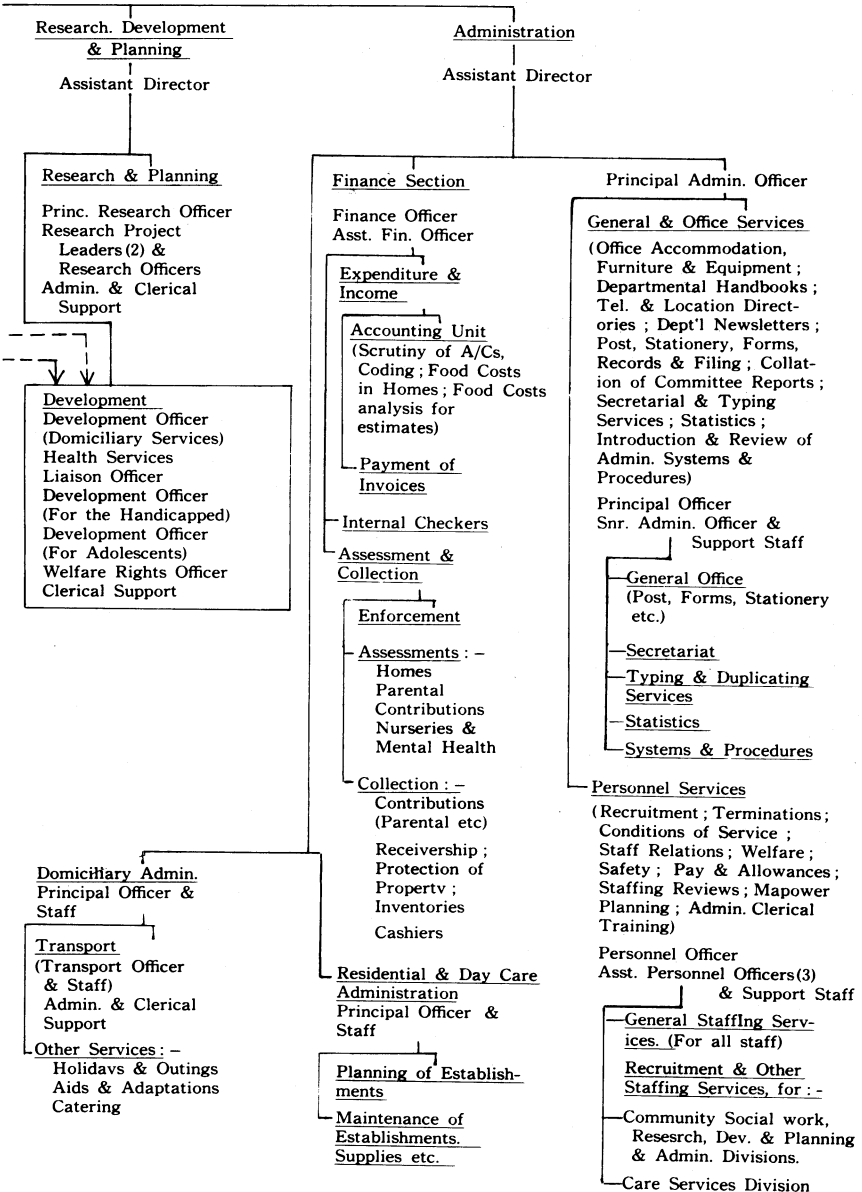 Research. Development
& Planning
Assistant Director
Research & Planning
Princ. Research Officer
Research Project
Leaders (2) &
Research Officers
Admin. & Clerical
Support
Development
Development Officer
(Domiciliary Services)
Health Services
Liaison Officer
Development Officer
(For the Handicapped)
Development Officer
(For Adolescents)
Welfare Rights Officer
Clerical Support
Administration
Assistant Director
Finance Section
Finance Officer
Asst. Fin. Officer
Expenditure &
Income
Accounting Unit
(Scrutiny of A/Cs,
Coding ; Food Costs
in Homes ; Food Costs
analysis for
estimates)
Payment of
Invoices
Internal Checkers
Assessment &
Collection
Enforcement
Assessments : –
Homes
Parental
Contributions
Nurseries &
Mental Health
Collection : –
Contributions
(Parental etc)
Receivership ;
Protection of
Propertv ;
Inventories
Cashiers
Domiciliary Admin.
Principal Officer &
Staff
Transport
(Transport Officer
& Staff)
Admin. & Clerical
Support
Other Services : –
Holidavs & Outings
Aids & Adaptations
Catering
Residential & Day Care
Administration
Principal Officer &
Staff
Planning of Establish-
ments
Maintenance of
Establishments.
Supplies etc.
Principal Admin. Officer
General & Office Services
(Office Accommodation,
Furniture & Equipment ;
Departmental Handbooks ;
Tel. & Location Direct-
ories ; Dept'l Newsletters ;
Post, Stationery, Forms,
Records & Filing ; Collat-
ion of Committee Reports ;
Secretarial & Typing
Services ; Statistics ;
Introduction & Review of
Admin. Systems &
Procedures)
Principal Officer
Snr. Admin. Officer &
Support Staff
General Office
(Post, Forms, Stationery
etc.)
Secretariat
Typing & Duplicating
Services
Statistics
Systems & Procedures
Personnel Services
(Recruitment ; Terminations ;
Conditions of Service ;
Staff Relations ; Welfare ;
Safety ; Pay & Allowances ;
Staffing Reviews ; Mapower
Planning ; Admin. Clerical
Training)
Personnel Officer
Asst. Personnel Officers (3)
& Support Staff
General StaffIng Serv-
ices. (For all staff)
Recruitment & Other
Staffing Services, for : -
Community Social work,
Resesrch, Dev. & Planning
& Admin. Divisions.
Care Services Division